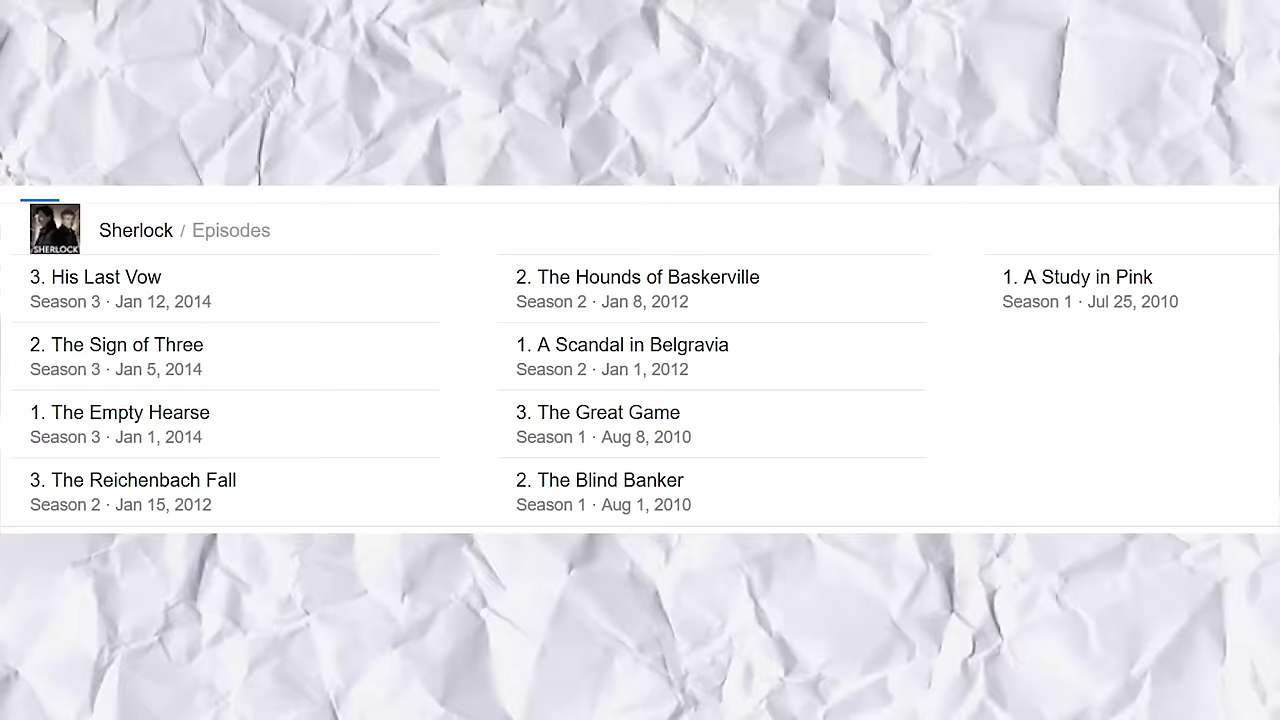 SHERLOCK
Sherlock / Episodes
3. His Last Vow
Season 3 · Jan 12, 2014
2. The Sign of Three
Season 3 · Jan 5, 2014
1. The Empty Hearse
Season 3 · Jan 1, 2014
3. The Reichenbach Fall
Season 2 · Jan 15, 2012
2. The Hounds of Baskerville
Season 2 · Jan 8, 2012
1. A Scandal in Belgravia
Season 2 · Jan 1, 2012
3. The Great Game
Season 1 · Aug 8, 2010
2. The Blind Banker
Season 1 · Aug 1, 2010
1. A Study in Pink
Season 1 · Jul 25, 2010